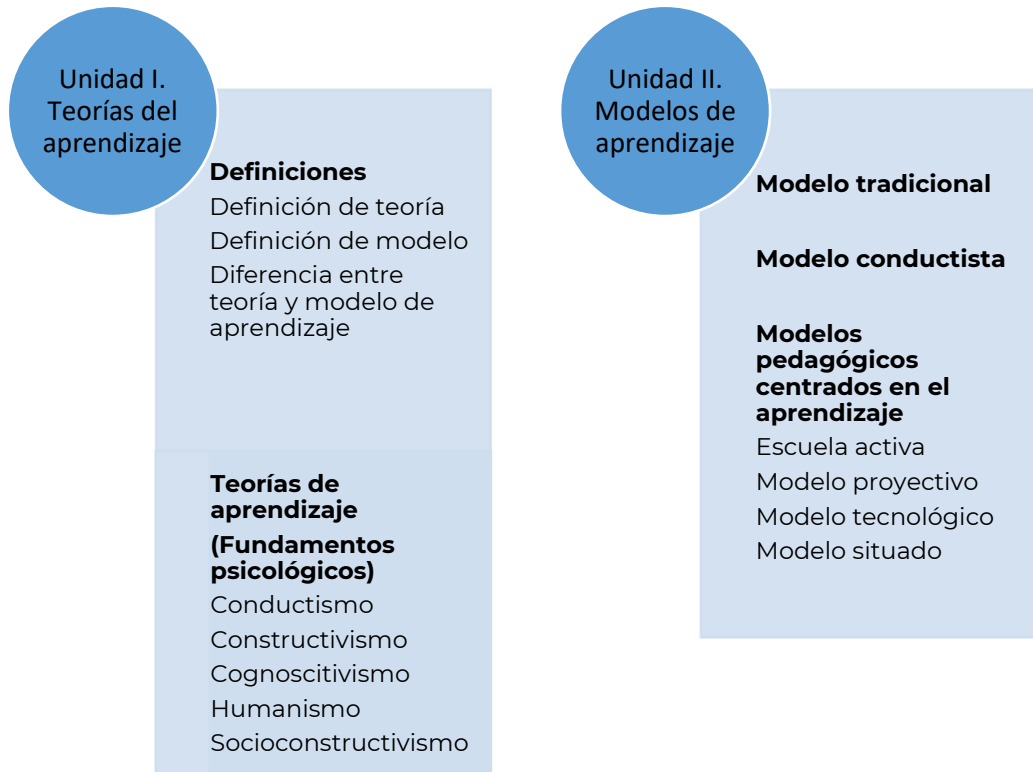 Unidad I.
Teorías del
aprendizaje
Definiciones
Definición de teoría
Definición de modelo
Diferencia entre
teoría y modelo de
aprendizaje
Teorías de
aprendizaje
(Fundamentos
psicológicos)
Conductismo
Constructivismo
Cognoscitivismo
Humanismo
Socioconstructivismo
Unidad II.
Modelos de
aprendizaje
Modelo tradicional
Modelo conductista
Modelos
pedagógicos
centrados en el
aprendizaje
Escuela activa
Modelo proyectivo
Modelo tecnológico
Modelo situado